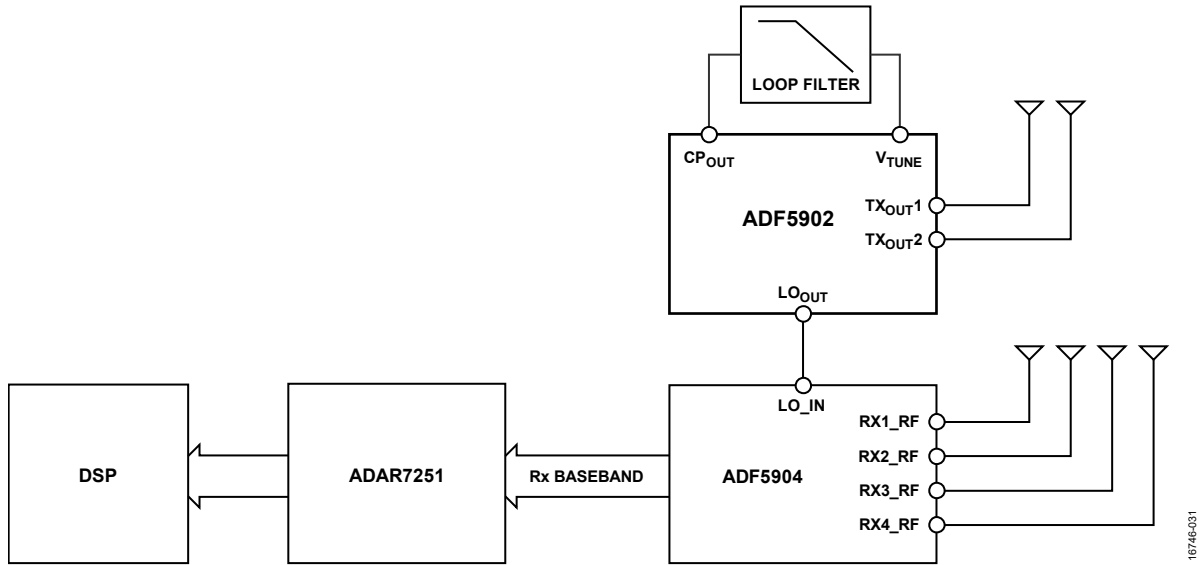 LOOP FILTER
CPOUT
VTUNE
ADF5902
TXOUT1
TXOUT2
LOOUT
LO_IN
DSP
ADAR7251
Rx BASEBAND
ADF5904
RX1_RF
RX2_RF
RX3_RF
RX4_RF
16746-031